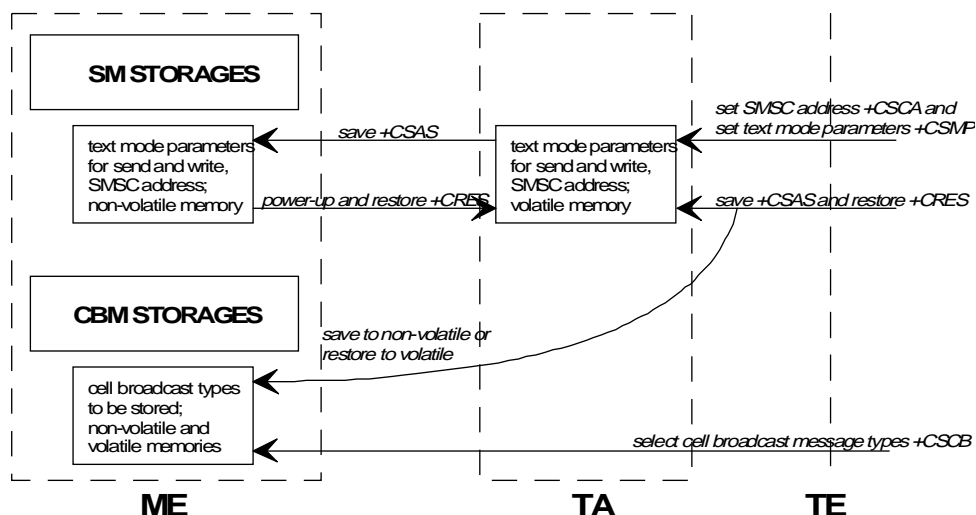 SM STORAGES
set SMSC address +CSCA and
set text mode parameters +CSMP
save +CSAS
text mode parameters
for send and write,
SMSC address;
non-volatile memory
text mode parameters
for send and write,
SMSC address;
volatile memory
power-up and restore +CRES
save +CSAS and restore +CRES
CBM STORAGES
save to non-volatile or
restore to volatile
cell broadcast types
to be stored;
non-volatile and
volatile memories
select cell broadcast message types +CSCB
ME
TA
TE